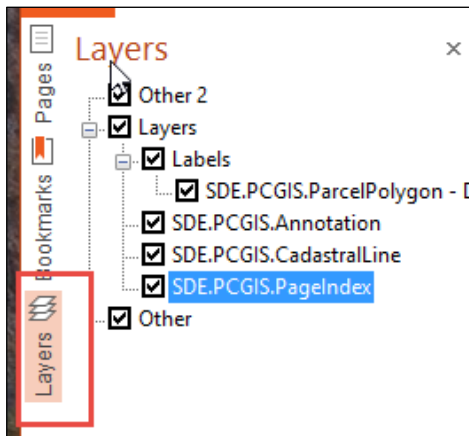 Pages
Bookmarks
Layers
Layers
Other 2
Layers
Labels
SDE.PCGIS.ParcelPolygon - D
SDE.PCGIS.Annotation
SDE.PCGIS.CadastralLine
SDE.PCGIS.PageIndex
Other